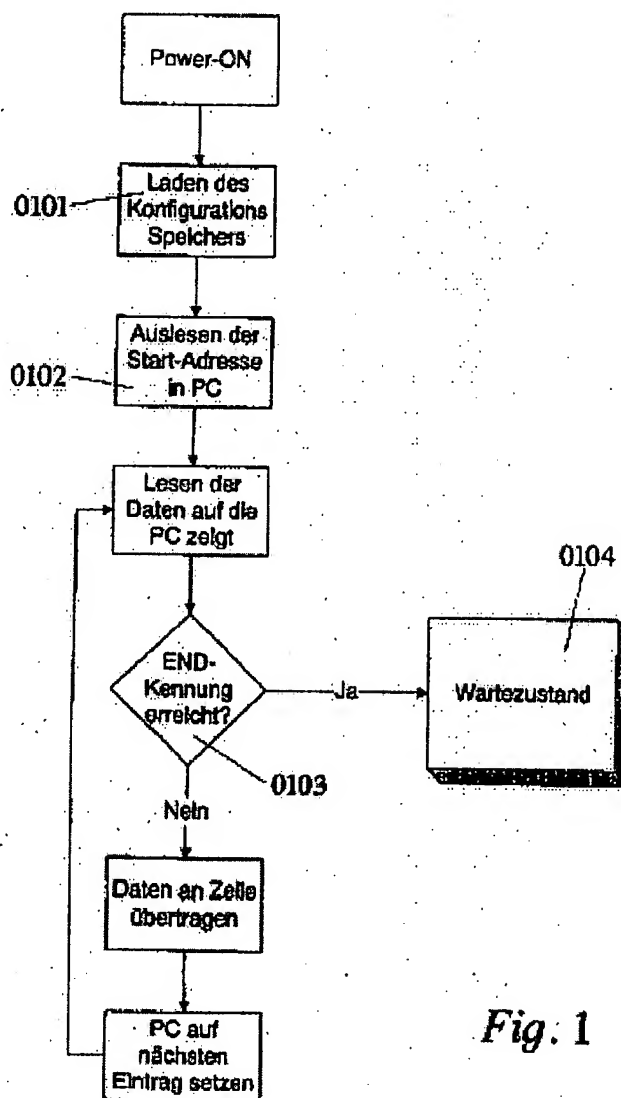 Power-ON
0101
Laden des
Konfigurations
Speichers
0102
Auslesen der
Start-Adresse
in PC
Lesen der
Daten auf die
PC zeigt
0104
END-
Kennung
erreicht?
Ja
Wartezustand
0103
Nein
Daten an Zelle
übertragen
PC auf
nächsten
Eintrag setzen
Fig. 1